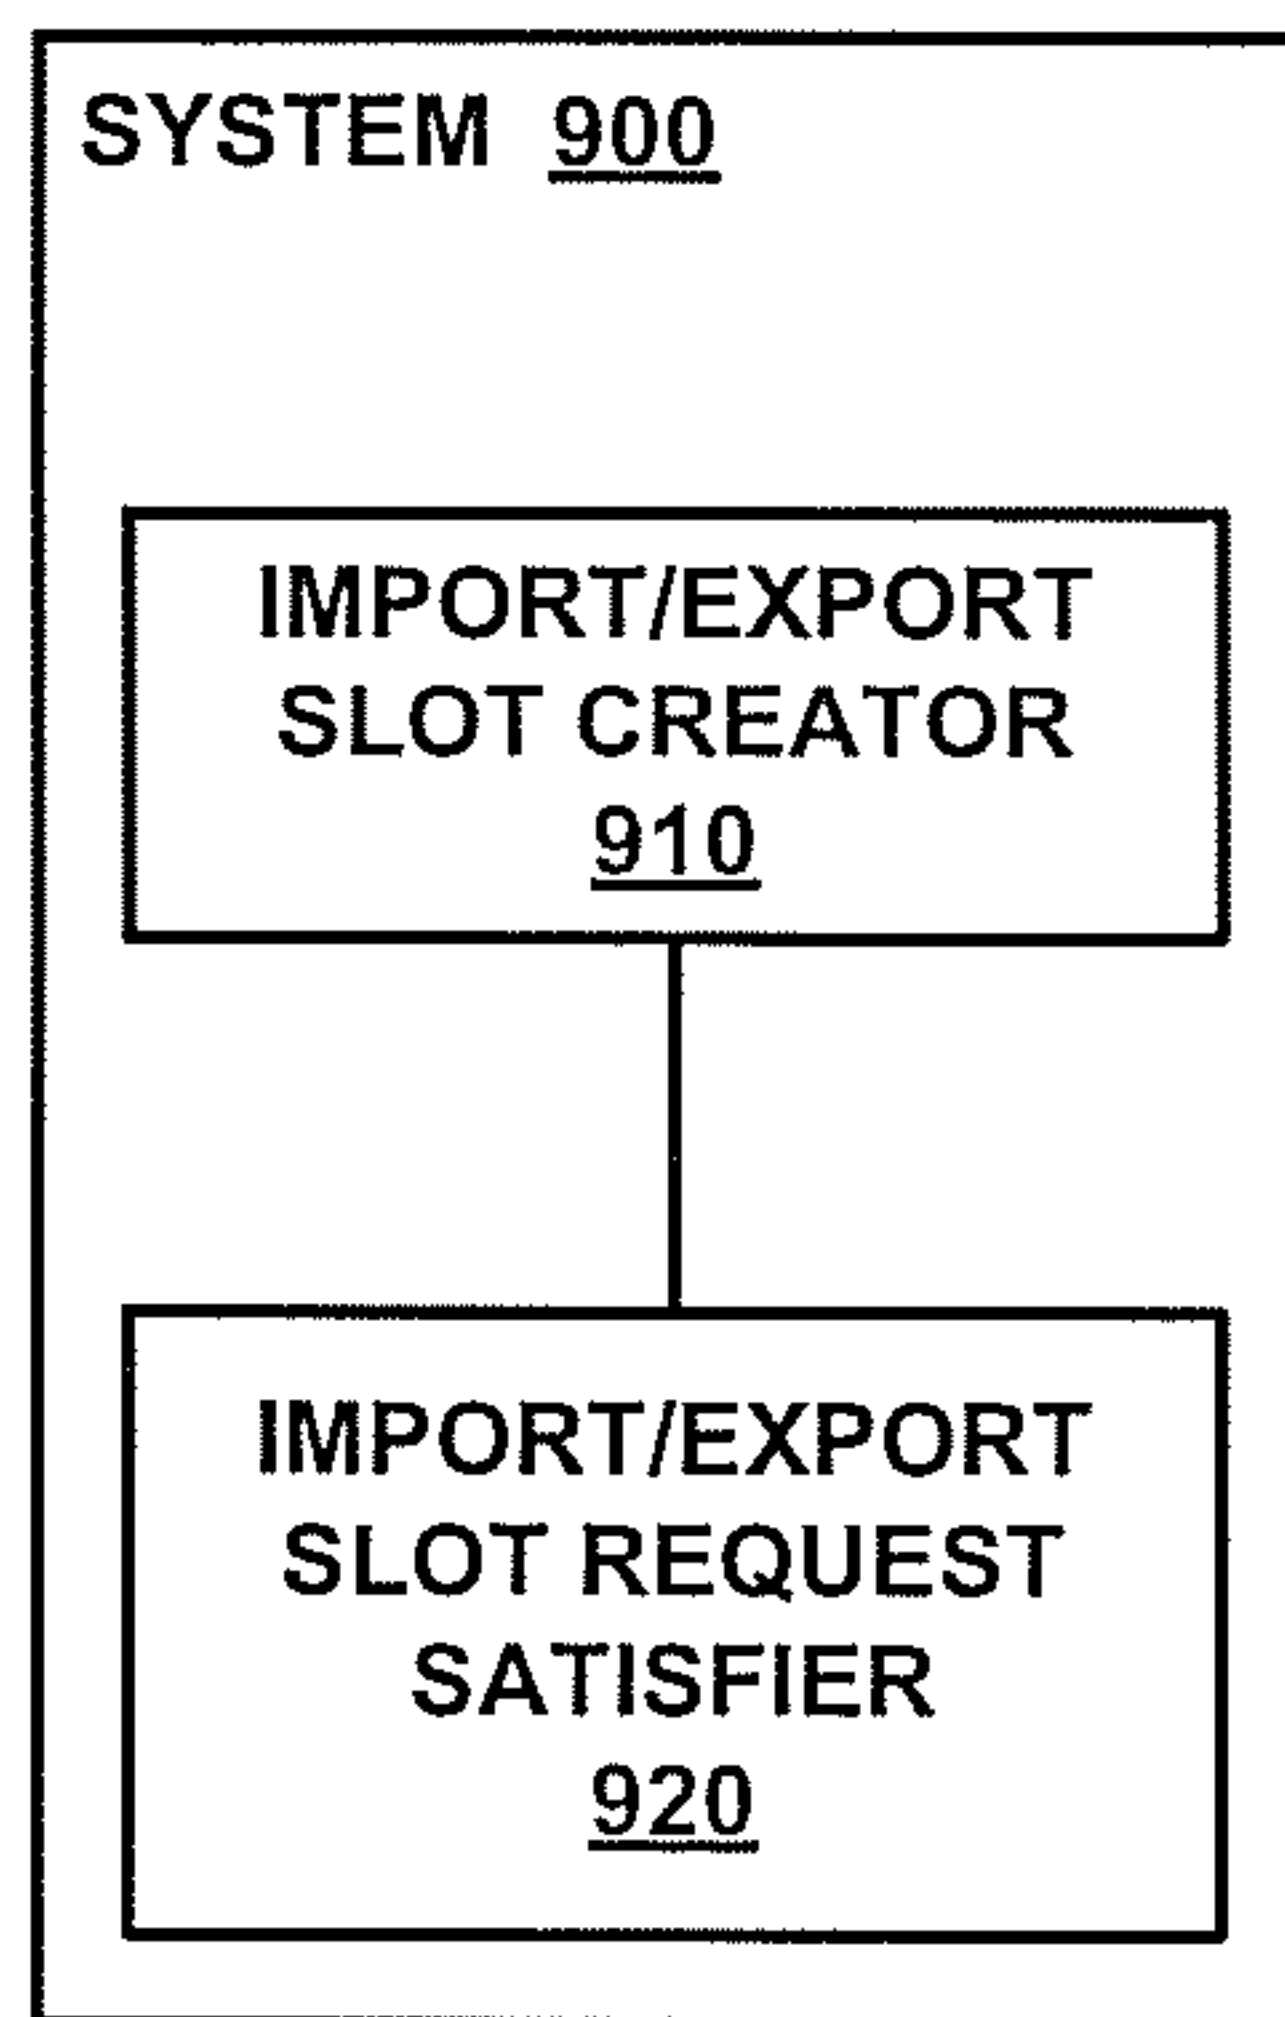 SYSTEM 900
IMPORT/EXPORT
SLOT CREATOR
910
IMPORT/EXPORT
SLOT REQUEST
SATISFIER
920